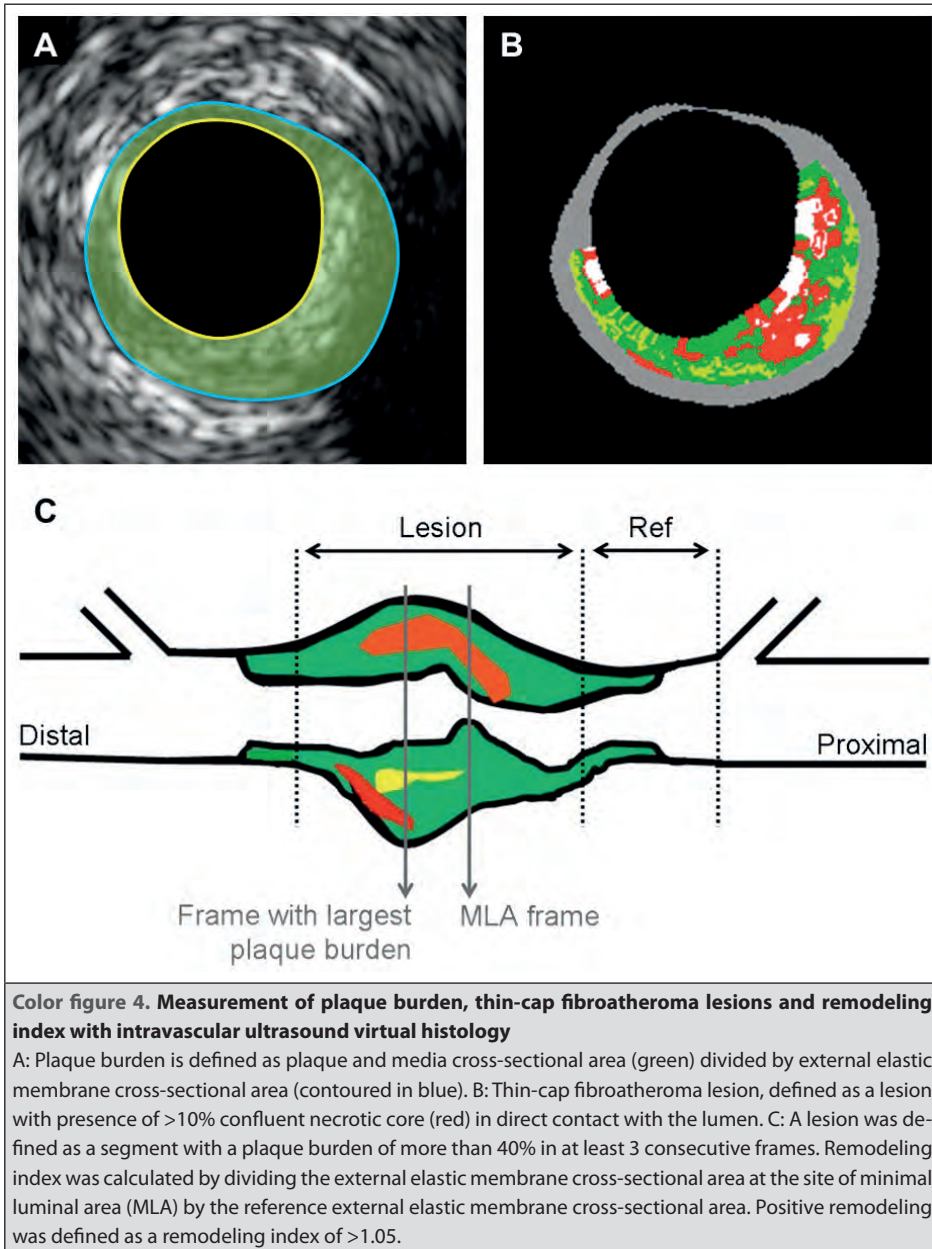 A
B
C
Lesion
Ref
Distal
Proximal
Frame with largest
plaque burden
MLA frame
Color figure 4. Measurement of plaque burden, thin-cap fibroatheroma lesions and remodeling
index with intravascular ultrasound virtual histology
A: Plaque burden is defined as plaque and media cross-sectional area (green) divided by external elastic
membrane cross-sectional area (contoured in blue). B: Thin-cap fibroatheroma lesion, defined as a lesion
with presence of >10% confluent necrotic core (red) in direct contact with the lumen. C: A lesion was de-
fined as a segment with a plaque burden of more than 40% in at least 3 consecutive frames. Remodeling
index was calculated by dividing the external elastic membrane cross-sectional area at the site of minimal
luminal area (MLA) by the reference external elastic membrane cross-sectional area. Positive remodeling
was defined as a remodeling index of >1.05.